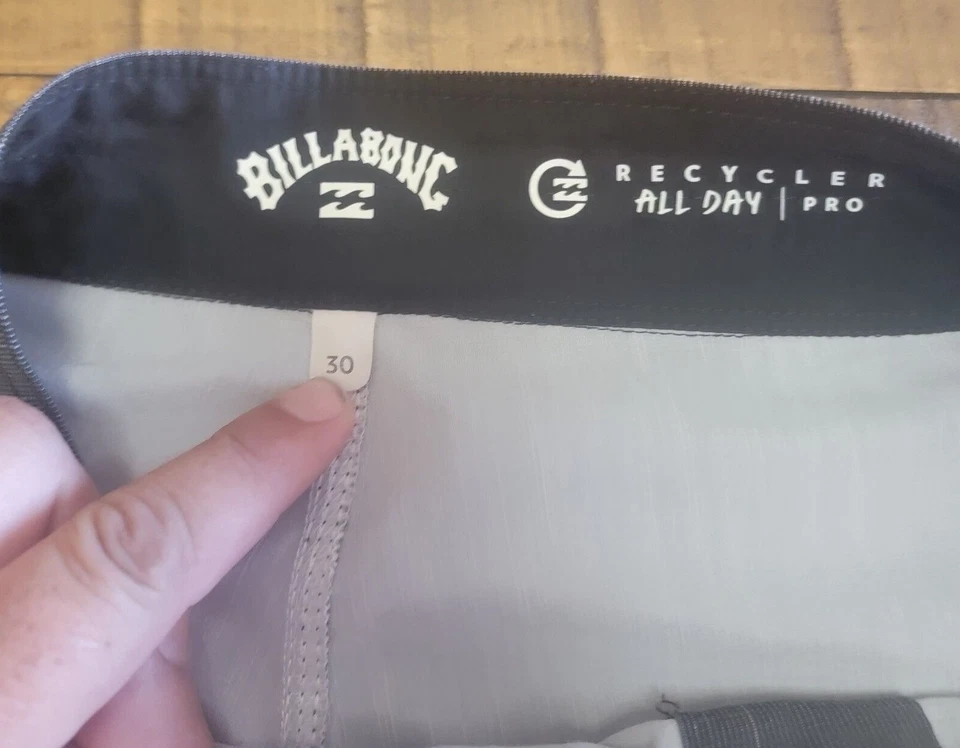 BILLABONG
RECYCLER
ALL DAY | PRO
30